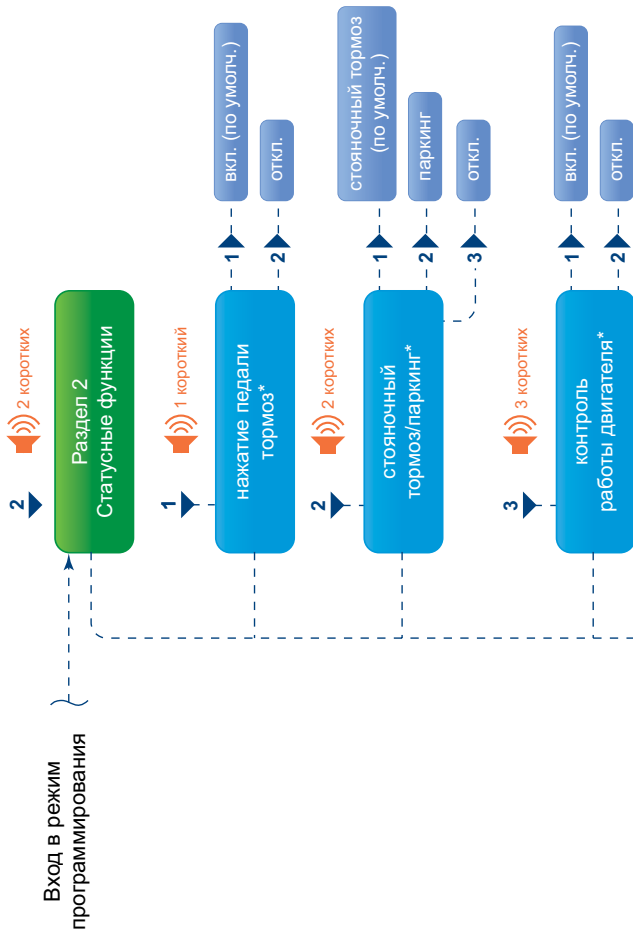 Вход в режим
программирования
2
2 коротких
Раздел 2
Статусные функции
1
1 короткий
нажатие педали
тормоз*
1
вкл. (по умолч.)
2
откл.
2
2 коротких
стояночный
тормоз/паркинг*
1
стояночный тормоз
(по умолч.)
2
паркинг
3
откл.
3
3 коротких
контроль
работы двигателя*
1
вкл. (по умолч.)
2
откл.